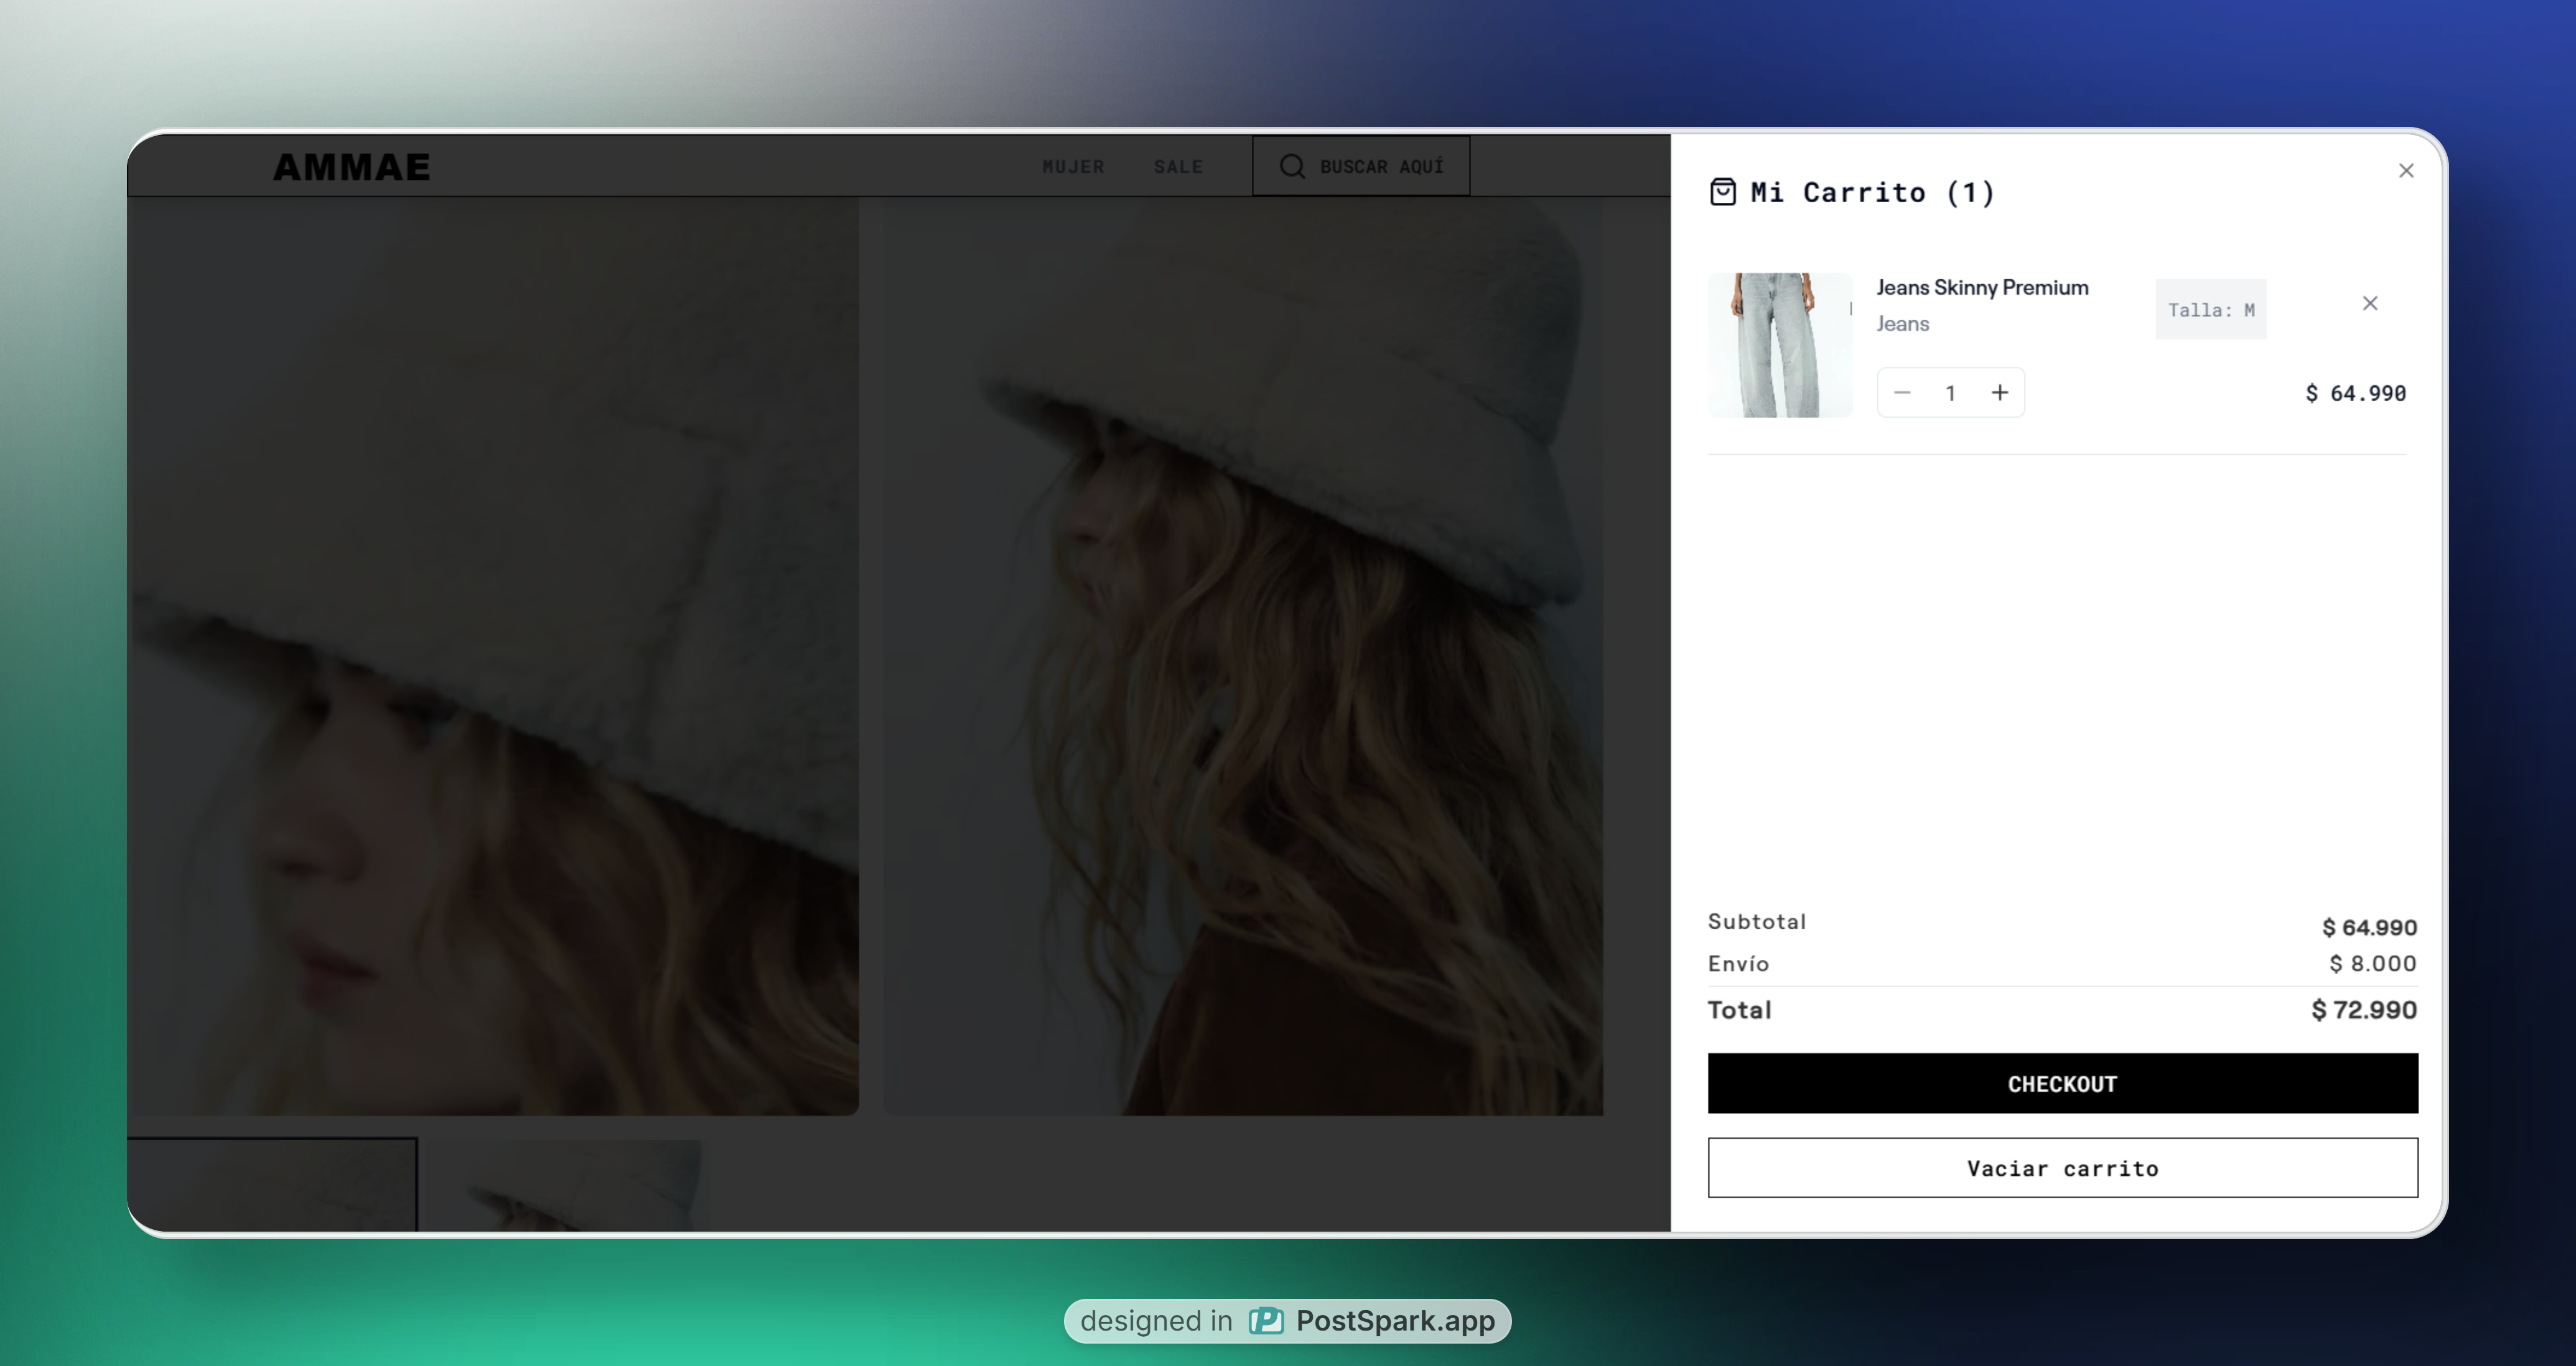 AMMAE
MUJER SALE BUSCAR AQUÍ
Mi Carrito (1)
Jeans Skinny Premium
Jeans
Talla: M
1
$ 64.990
Subtotal $ 64.990
Envío $ 8.000
Total $ 72.990
CHECKOUT
Vaciar carrito
designed in PostSpark.app